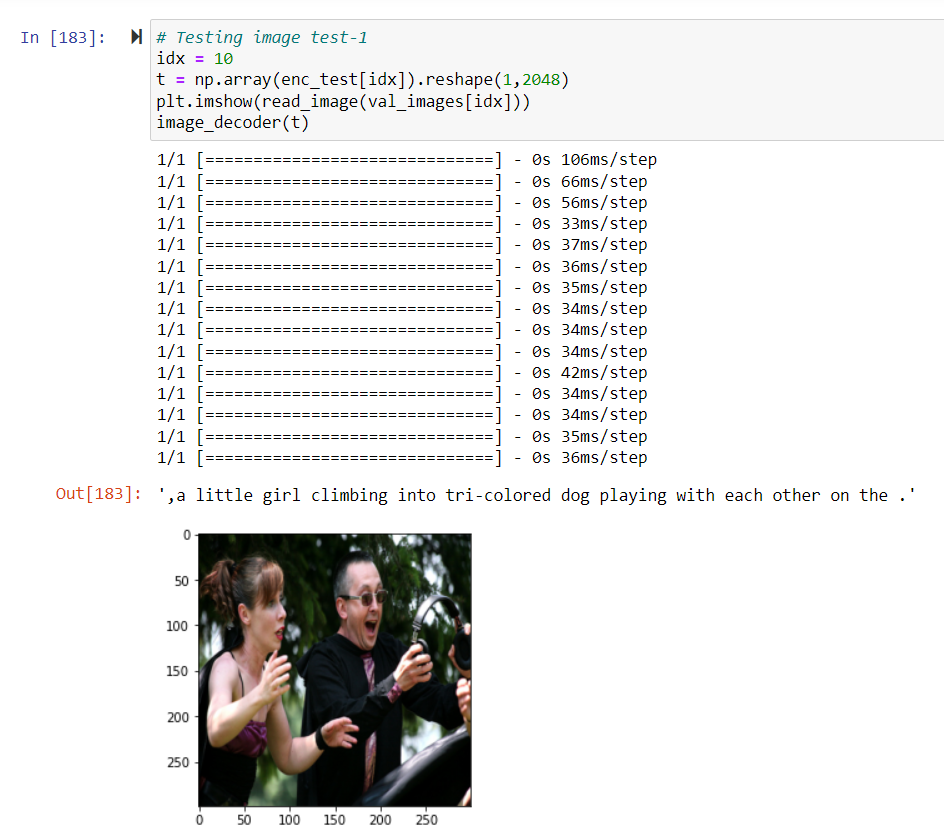 In [183]:
# Testing image test-1
idx = 10
t = np.array(enc_test[idx]).reshape(1,2048)
plt.imshow(read_image(val_images[idx]))
image_decoder(t)
1/1 [==============================] - 0s 106ms/step
1/1 [==============================] - 0s 66ms/step
1/1 [==============================] - 0s 56ms/step
1/1 [==============================] - 0s 33ms/step
1/1 [==============================] - 0s 37ms/step
1/1 [==============================] - 0s 36ms/step
1/1 [==============================] - 0s 35ms/step
1/1 [==============================] - 0s 34ms/step
1/1 [==============================] - 0s 34ms/step
1/1 [==============================] - 0s 34ms/step
1/1 [==============================] - 0s 42ms/step
1/1 [==============================] - 0s 34ms/step
1/1 [==============================] - 0s 34ms/step
1/1 [==============================] - 0s 35ms/step
1/1 [==============================] - 0s 36ms/step
Out[183]: ',a little girl climbing into tri-colored dog playing with each other on the .'
0
50
100
150
200
250
0 50 100 150 200 250